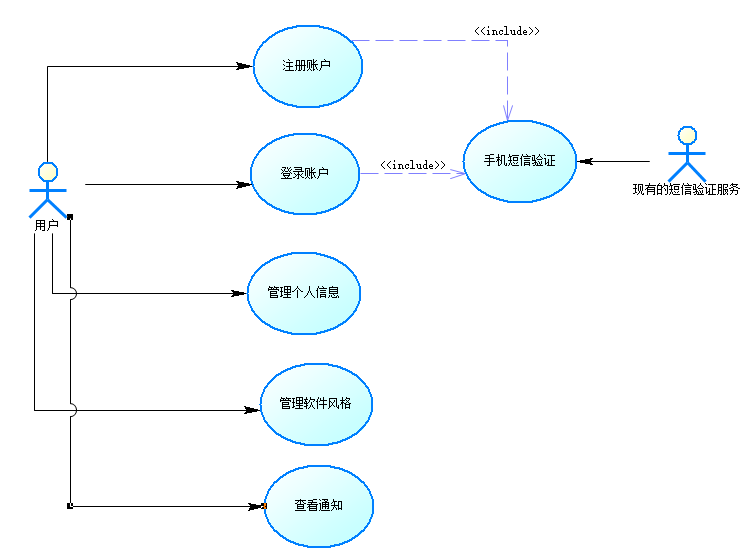 <<include>>
注册账户
手机短信验证
登录账户
<<include>>
现有的短信验证服务
用户
管理个人信息
管理软件风格
查看通知